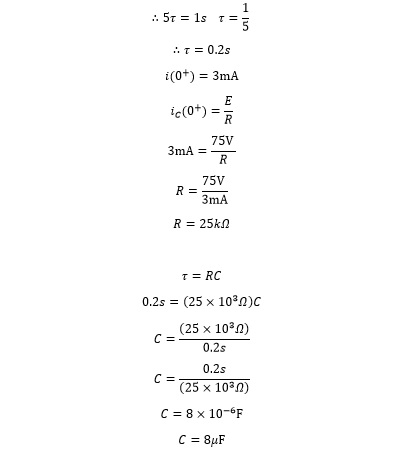 ∴ 5τ = 1s τ = 1/5
∴ τ = 0.2s
i(0⁺) = 3mA
i_C(0⁺) = E/R
3mA = 75V/R
R = 75V/3mA
R = 25kΩ
τ = RC
0.2s = (25 × 10³Ω)C
C = (25 × 10³Ω)/0.2s
C = 0.2s/(25 × 10³Ω)
C = 8 × 10⁻⁶F
C = 8μF